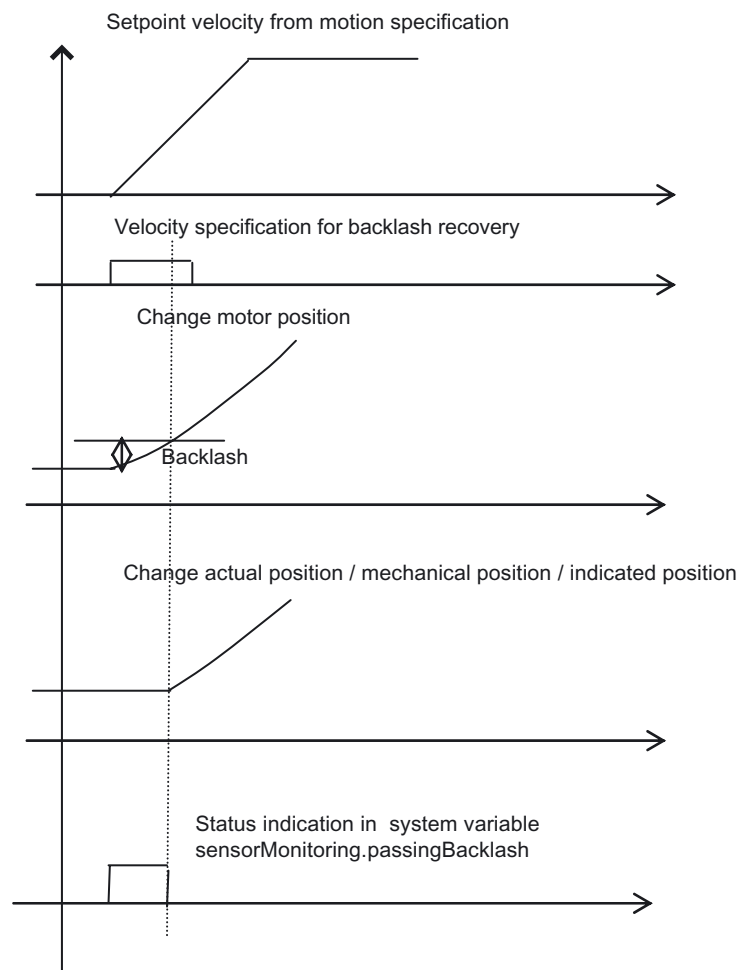 Setpoint velocity from motion specification
Velocity specification for backlash recovery
Change motor position
Backlash
Change actual position / mechanical position / indicated position
Status indication in system variable
sensorMonitoring.passingBacklash